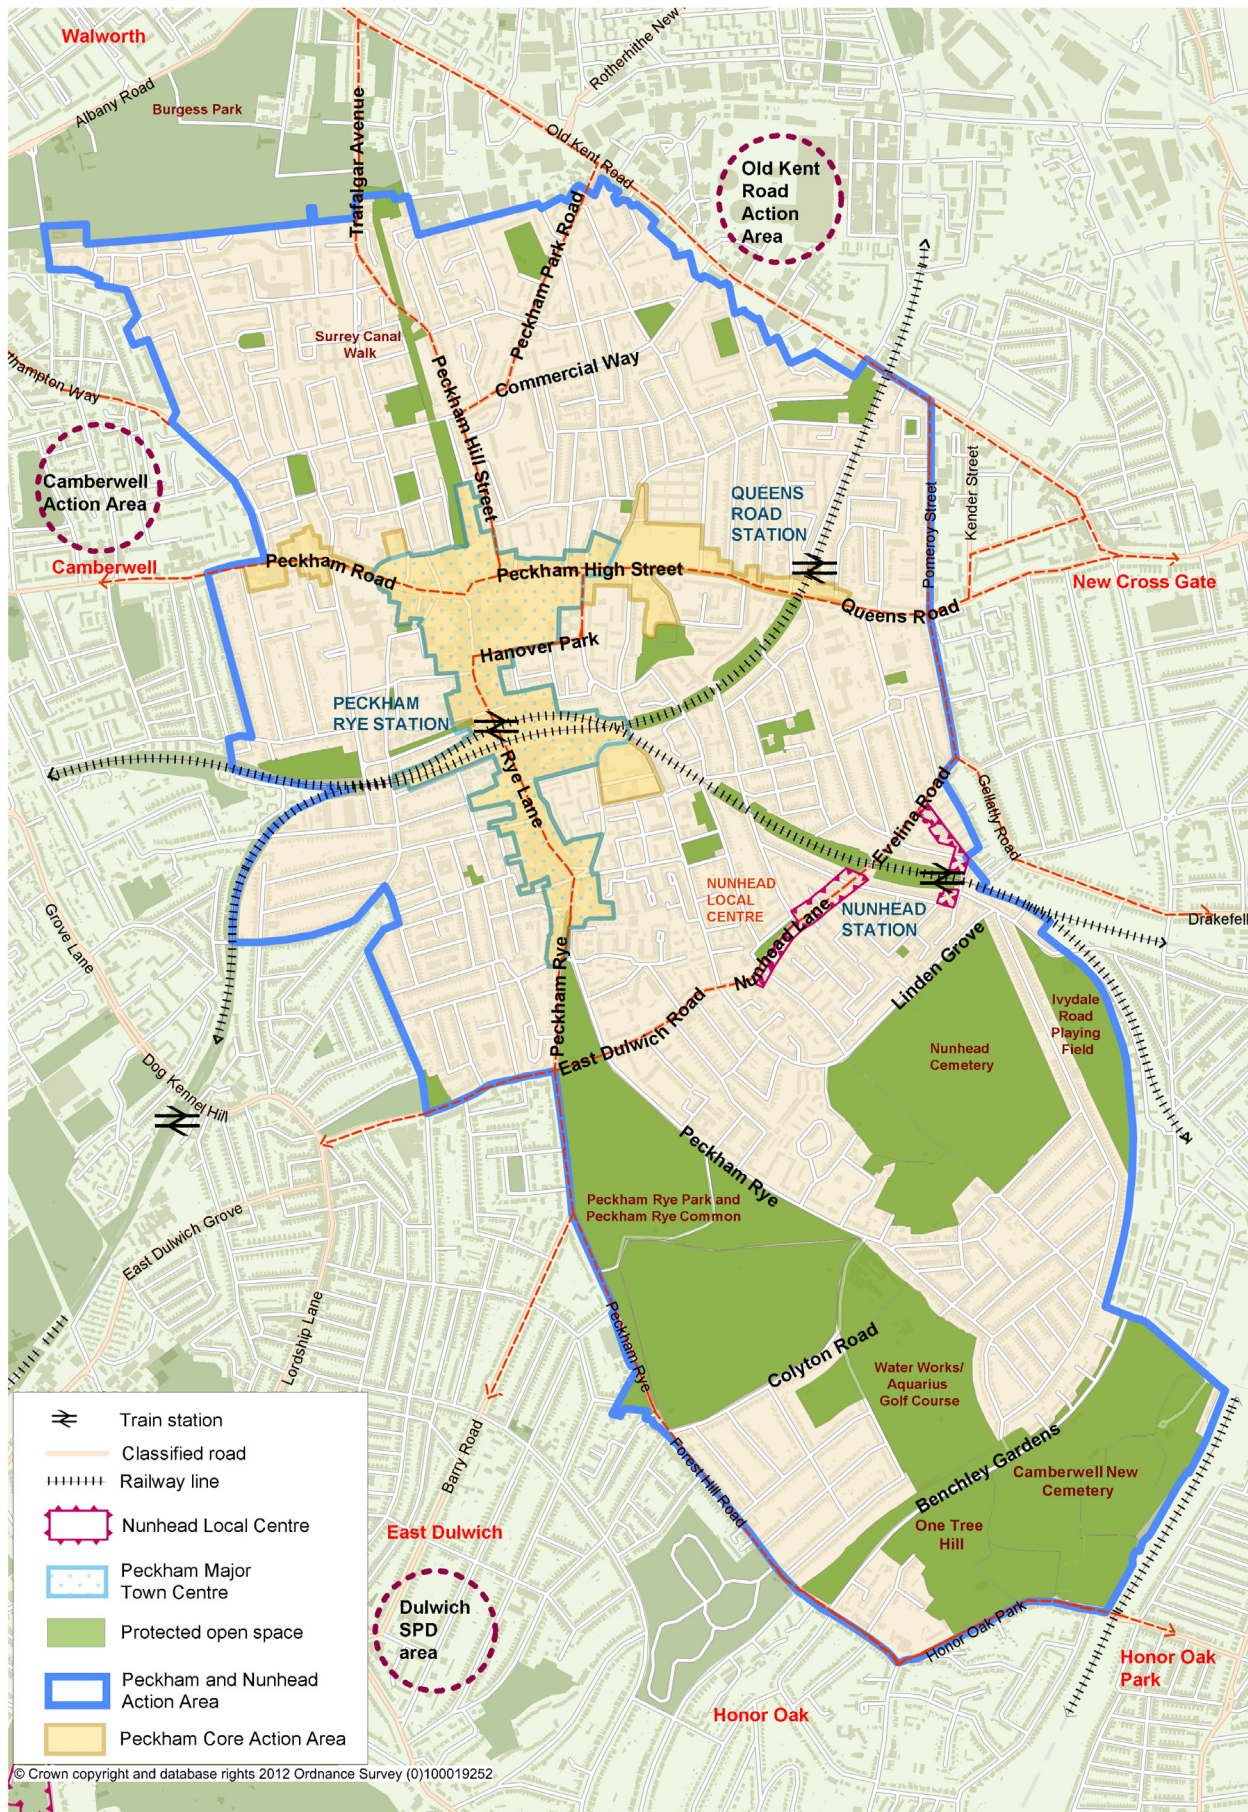 Walworth
Albany Road
Burgess Park
Trafalgar Avenue
Rotherhithe New
Old Kent Road
Old Kent
Road
Action
Area
Peckham Park Road
Surrey Canal
Walk
Commercial Way
Peckham Hill Street
thampton Way
Camberwell
Action Area
Camberwell
QUEENS
ROAD
STATION
Kender Street
Pomeroy Street
New Cross Gate
Peckham Road
Peckham High Street
Queens Road
Hanover Park
PECKHAM
RYE STATION
Rye Lane
Evelina Road
Gellatly Road
NUNHEAD
LOCAL
CENTRE
NUNHEAD
STATION
Nunhead Lane
Drakefell
Linden Grove
Grove Lane
Peckham Rye
East Dulwich Road
Ivydale
Road
Playing
Field
Nunhead
Cemetery
Dog Kennel Hill
Peckham Rye
Peckham Rye Park and
Peckham Rye Common
East Dulwich Grove
Lordship Lane
Peckham Rye
Colyton Road
Water Works/
Aquarius
Golf Course
Barry Road
Forest Hill Road
Benchley Gardens
Camberwell New
Cemetery
One Tree
Hill
East Dulwich
Dulwich
SPD
area
Honor Oak Park
Honor Oak
Park
Honor Oak
Train station
Classified road
Railway line
Nunhead Local Centre
Peckham Major
Town Centre
Protected open space
Peckham and Nunhead
Action Area
Peckham Core Action Area
© Crown copyright and database rights 2012 Ordnance Survey (0)100019252